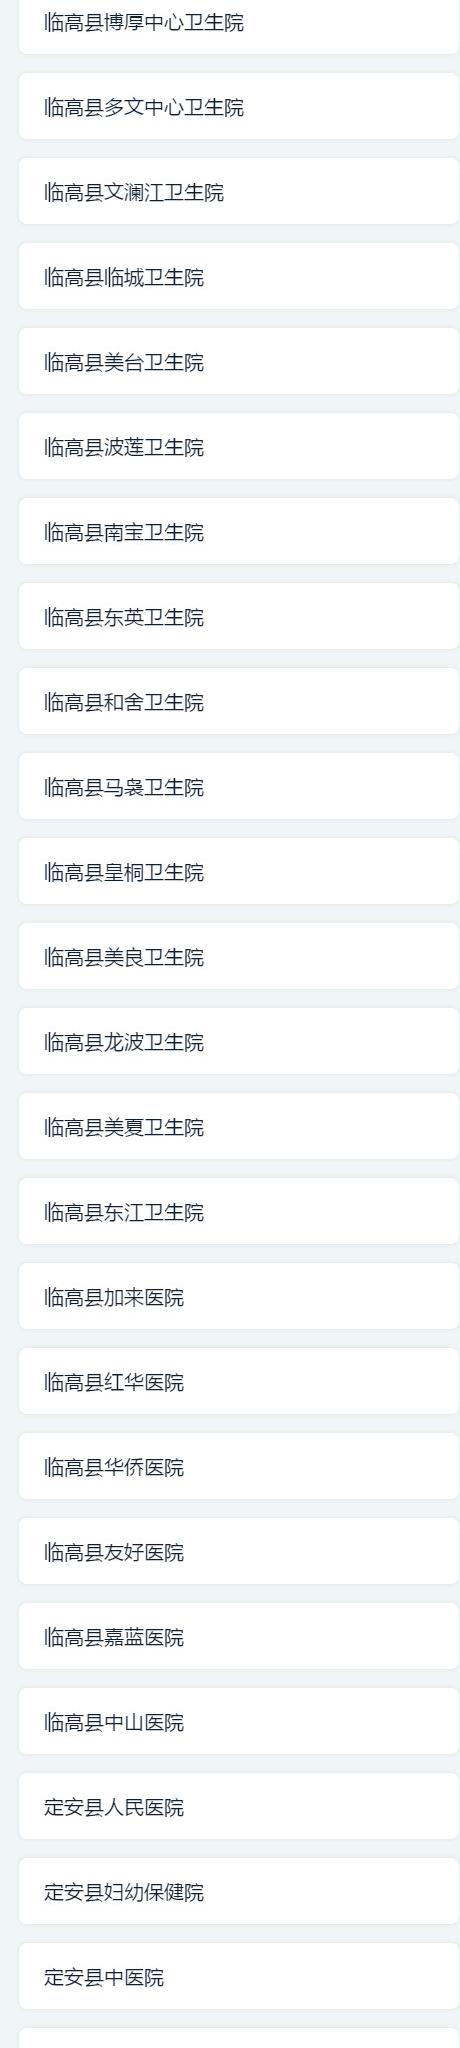 临高县博厚中心卫生院
临高县多文中心卫生院
临高县文澜江卫生院
临高县临城卫生院
临高县美台卫生院
临高县波莲卫生院
临高县南宝卫生院
临高县东英卫生院
临高县和舍卫生院
临高县马袅卫生院
临高县皇桐卫生院
临高县美良卫生院
临高县龙波卫生院
临高县美夏卫生院
临高县东江卫生院
临高县加来医院
临高县红华医院
临高县华侨医院
临高县友好医院
临高县嘉蓝医院
临高县中山医院
定安县人民医院
定安县妇幼保健院
定安县中医院